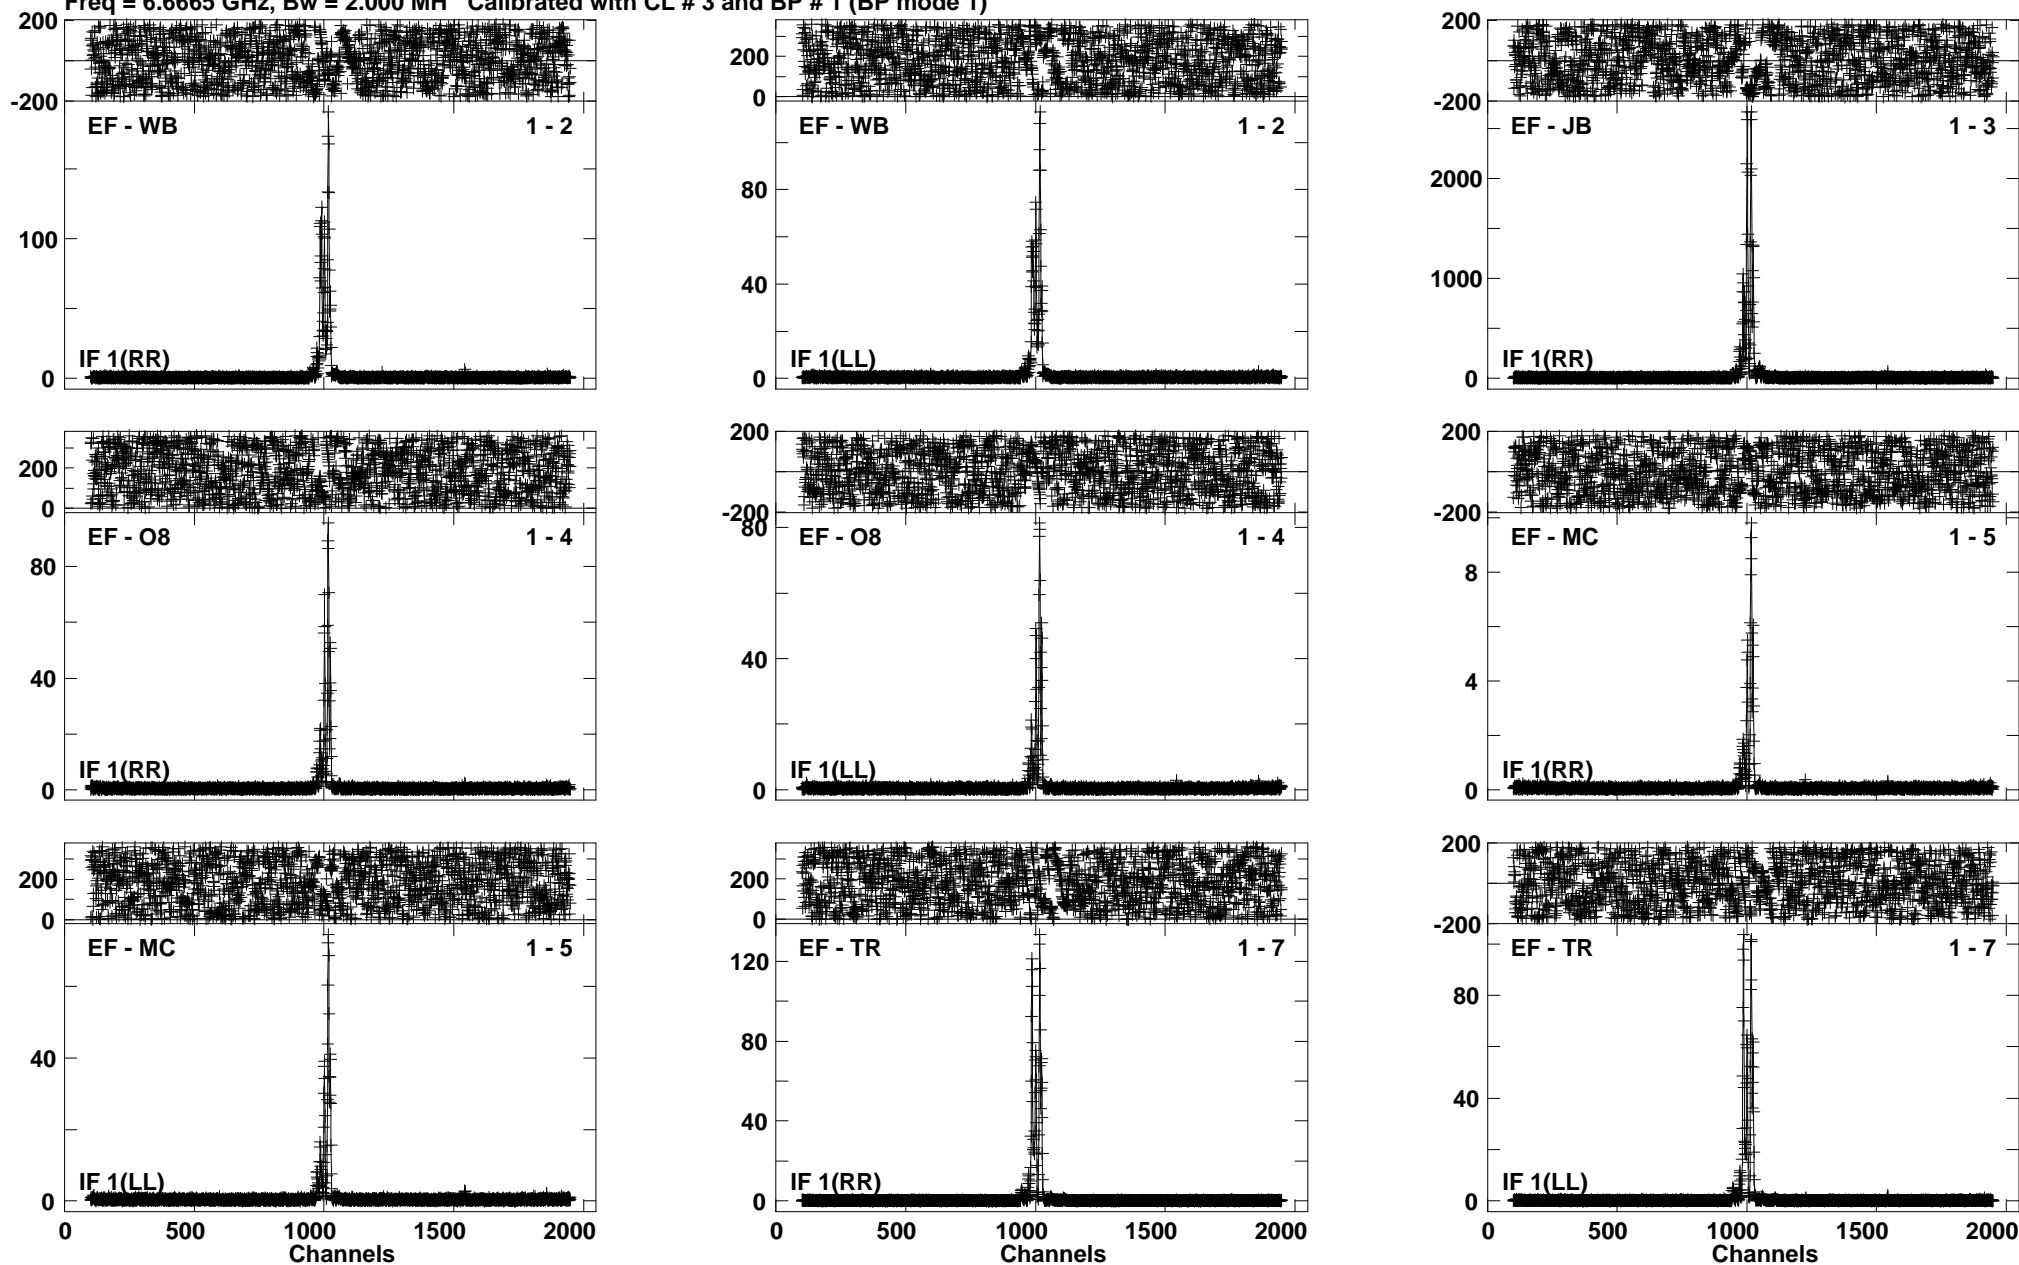 Freq = 6.6665 GHz, Bw = 2.000 MH Calibrated with CL # 3 and BP # 1 (BP mode 1)
200
-200
EF - WB
1 - 2
100
0
IF 1(RR)
200
0
EF - WB
1 - 2
80
40
0
IF 1(LL)
200
-200
EF - JB
1 - 3
2000
1000
0
IF 1(RR)
200
0
EF - O8
1 - 4
80
40
0
IF 1(RR)
200
-200
EF - O8
1 - 4
80
40
0
IF 1(LL)
200
-200
EF - MC
1 - 5
8
4
0
IF 1(RR)
200
0
EF - MC
1 - 5
40
0
IF 1(LL)
0 500 1000 1500 2000
Channels
200
0
EF - TR
1 - 7
120
80
40
0
IF 1(RR)
0 500 1000 1500 2000
200
-200
EF - TR
1 - 7
80
40
0
IF 1(LL)
0 500 1000 1500 2000
Channels